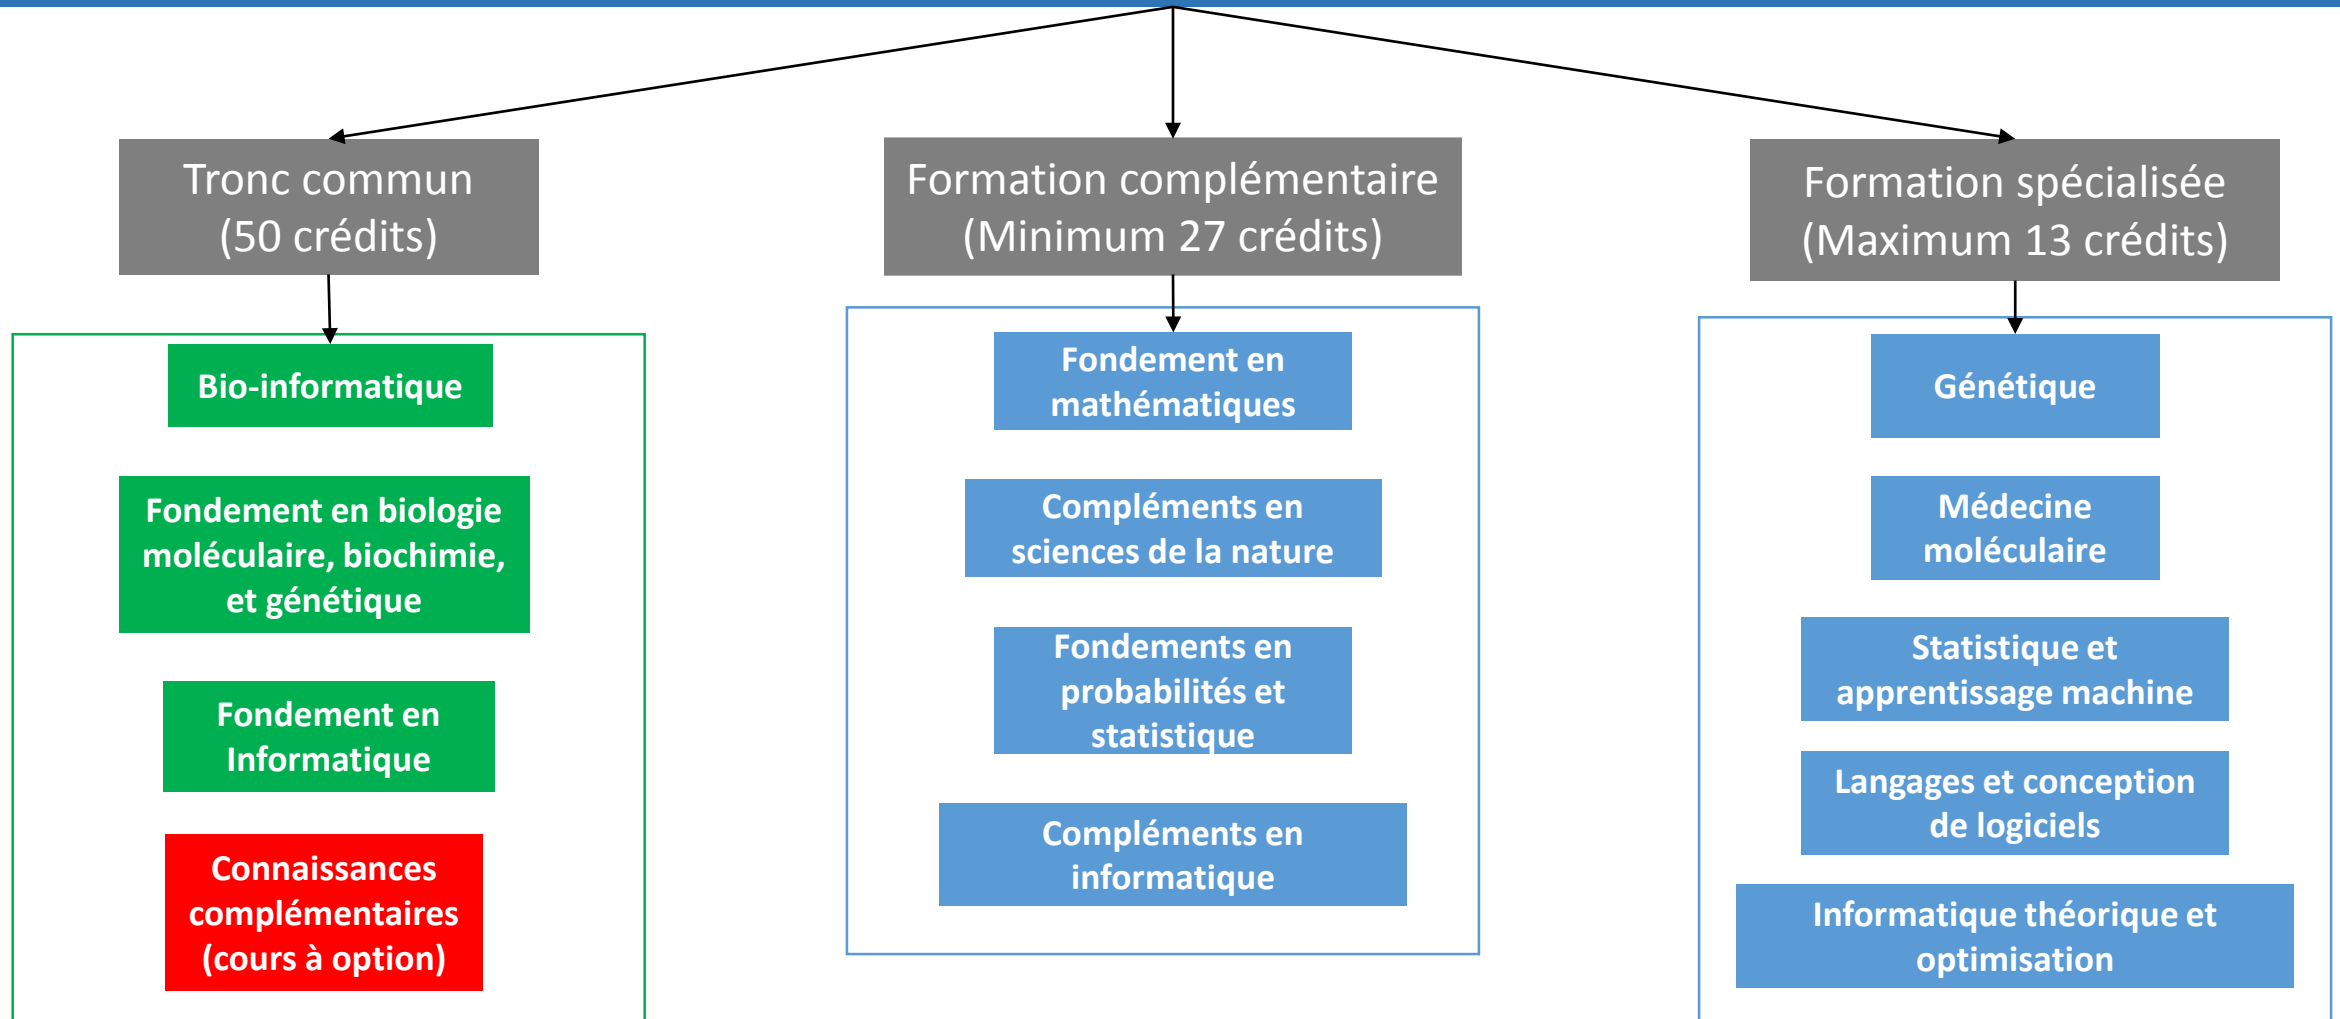 Tronc commun
(50 crédits)
Formation complémentaire
(Minimum 27 crédits)
Formation spécialisée
(Maximum 13 crédits)
Bio-informatique
Fondement en biologie
moléculaire, biochimie,
et génétique
Fondement en
Informatique
Connaissances
complémentaires
(cours à option)
Fondement en
mathématiques
Compléments en
sciences de la nature
Fondements en
probabilités et
statistique
Compléments en
informatique
Génétique
Médecine
moléculaire
Statistique et
apprentissage machine
Langages et conception
de logiciels
Informatique théorique et
optimisation